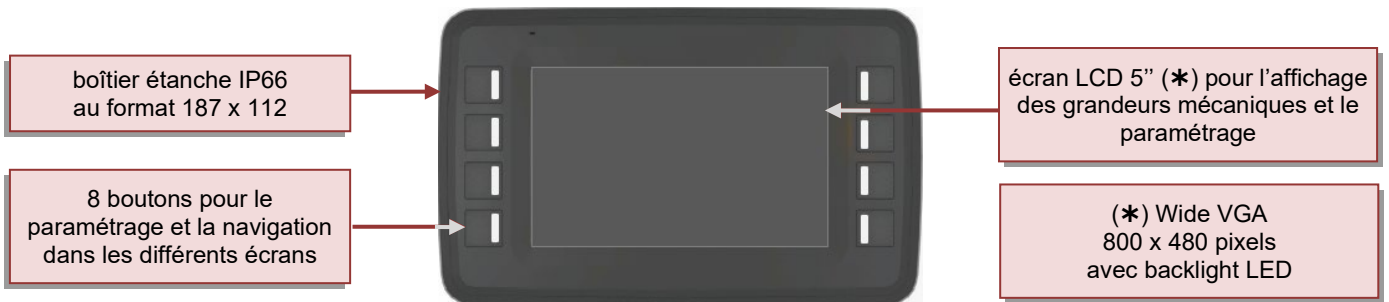 boîtier étanche IP66
au format 187 x 112
8 boutons pour le
paramétrage et la navigation
dans les différents écrans
écran LCD 5’’ (∗) pour l’affichage
des grandeurs mécaniques et le
paramétrage
(∗) Wide VGA
800 x 480 pixels
avec backlight LED